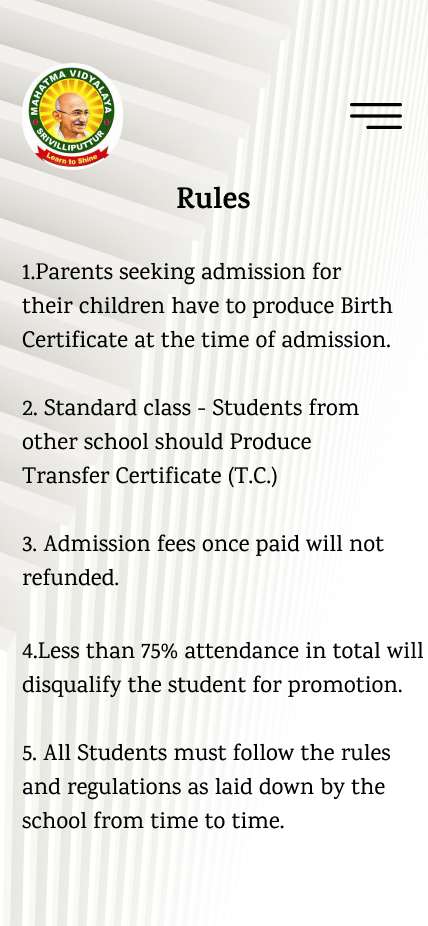 MAHATMA VIDYALAYA
SRIVILLIPUTTUR
Learn to Shine
Rules
1.Parents seeking admission for
their children have to produce Birth
Certificate at the time of admission.
2. Standard class - Students from
other school should Produce
Transfer Certificate (T.C.)
3. Admission fees once paid will not
refunded.
4.Less than 75% attendance in total will
disqualify the student for promotion.
5. All Students must follow the rules
and regulations as laid down by the
school from time to time.